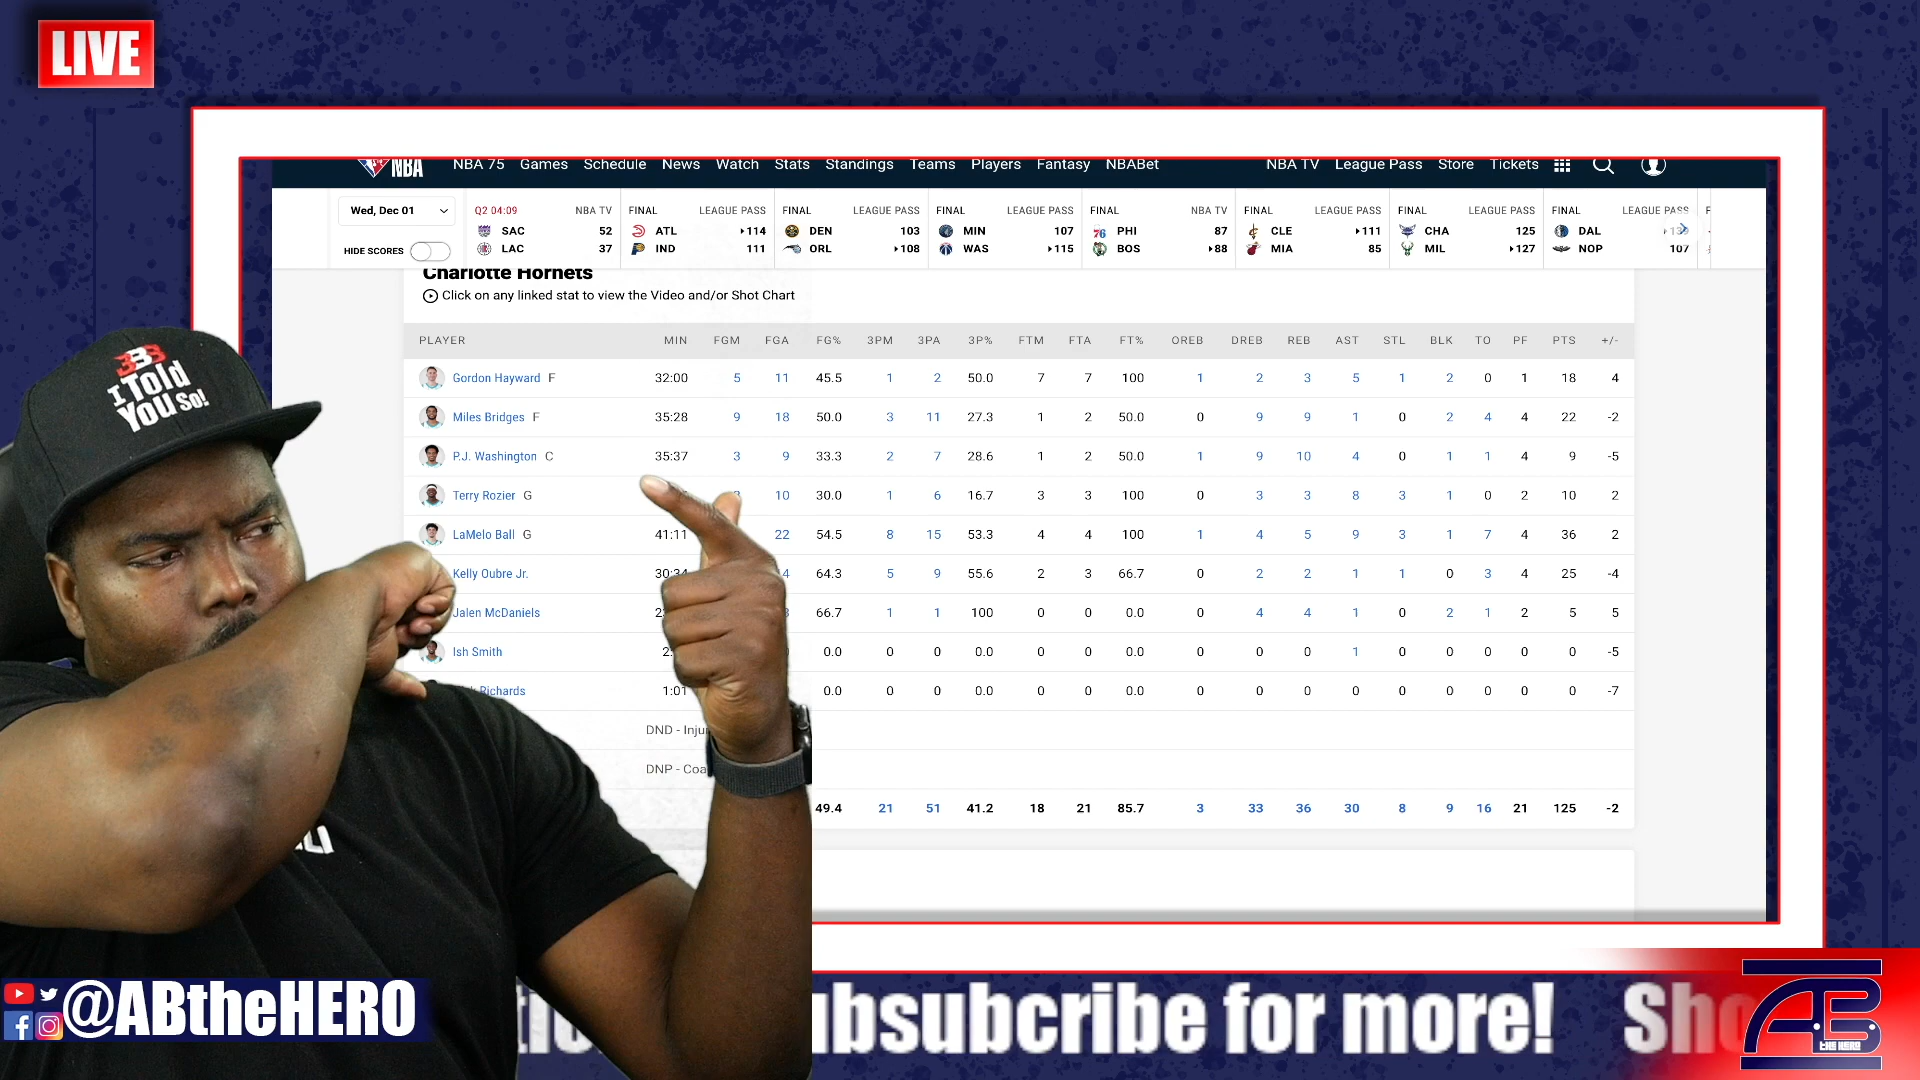 LIVE
NBA NBA 75 Games Schedule News Watch Stats Standings Teams Players Fantasy NBABet NBA TV League Pass Store Tickets
Wed, Dec 01
HIDE SCORES
Q2 04:09 NBA TV
SAC 52
LAC 37
FINAL LEAGUE PASS
ATL 114
IND 111
FINAL LEAGUE PASS
DEN 103
ORL 108
FINAL LEAGUE PASS
MIN 107
WAS 115
FINAL NBA TV
PHI 87
BOS 88
FINAL LEAGUE PASS
CLE 111
MIA 85
FINAL LEAGUE PASS
CHA 125
MIL 127
FINAL LEAGUE PASS
DAL
NOP 107
Charlotte Hornets
Click on any linked stat to view the Video and/or Shot Chart
PLAYER MIN FGM FGA FG% 3PM 3PA 3P% FTM FTA FT% OREB DREB REB AST STL BLK TO PF PTS +/-
Gordon Hayward F 32:00 5 11 45.5 1 2 50.0 7 7 100 1 2 3 5 1 2 0 1 18 4
Miles Bridges F 35:28 9 18 50.0 3 11 27.3 1 2 50.0 0 9 9 1 0 2 4 4 22 -2
P.J. Washington C 35:37 3 9 33.3 2 7 28.6 1 2 50.0 1 9 10 4 0 1 1 4 9 -5
Terry Rozier G 10 30.0 1 6 16.7 3 3 100 0 3 3 8 3 1 0 2 10 2
LaMelo Ball G 41:11 22 54.5 8 15 53.3 4 4 100 1 4 5 9 3 1 7 4 36 2
Kelly Oubre Jr. 30:34 4 64.3 5 9 55.6 2 3 66.7 0 2 2 1 1 0 3 4 25 -4
Jalen McDaniels 66.7 1 1 100 0 0 0.0 0 4 4 1 0 2 1 2 5 5
Ish Smith 0.0 0 0 0.0 0 0 0.0 0 0 0 1 0 0 0 0 0 -5
Richards 1:01 0.0 0 0 0.0 0 0 0.0 0 0 0 0 0 0 0 0 0 -7
DND - Inju
DNP - Coa
49.4 21 51 41.2 18 21 85.7 3 33 36 30 8 9 16 21 125 -2
BBB
I Told
You So!
@ABtheHERO
ubsubcribe for more! Sho
AB
THE HERO